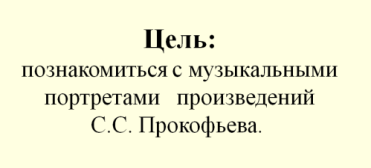 Цель:
познакомиться с музыкальными
портретами произведений
С.С. Прокофьева.